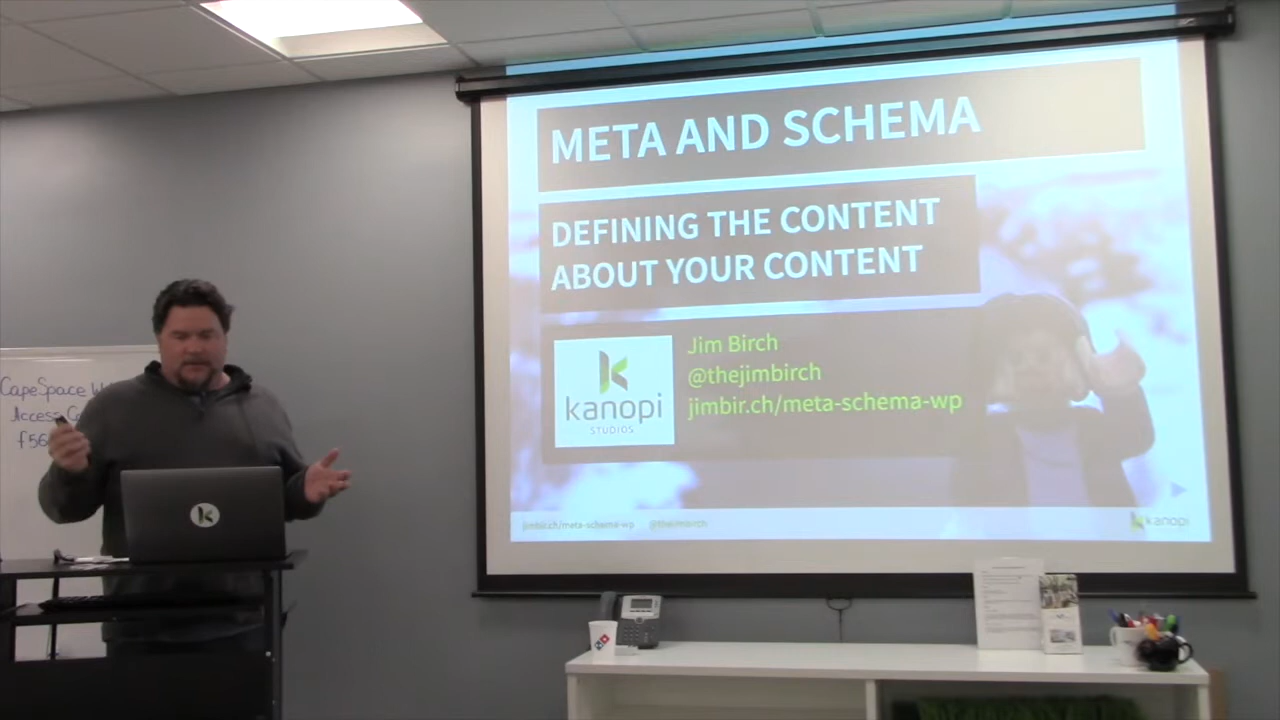 META AND SCHEMA
DEFINING THE CONTENT
ABOUT YOUR CONTENT
kanopi
STUDIOS
Jim Birch
@thejimbirch
jimbir.ch/meta-schema-wp
jimbir.ch/meta-schema-wp @thejimbirch
kanopi
CapeSpace
Access
f56